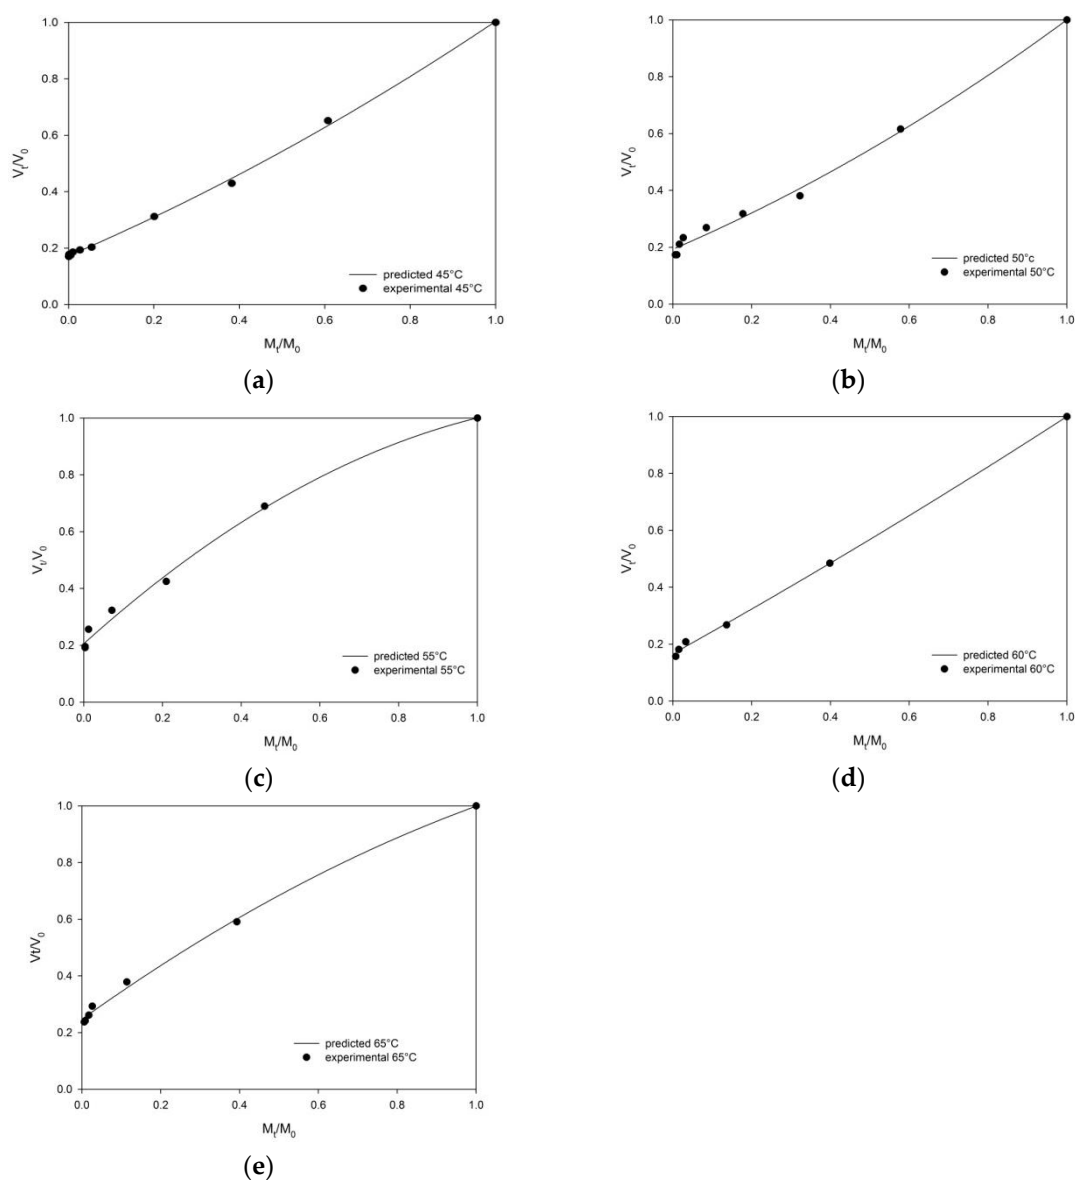 1.0
0.8
0.6
0.4
0.2
0.0
Vt/V0
predicted 45°C
experimental 45°C
0.0 0.2 0.4 0.6 0.8 1.0
Mt/M0
(a)
1.0
0.8
0.6
0.4
0.2
0.0
Vt/V0
predicted 50°c
experimental 50°C
0.0 0.2 0.4 0.6 0.8 1.0
Mt/M0
(b)
1.0
0.8
0.6
0.4
0.2
0.0
Vt/V0
predicted 55°C
experimental 55°C
0.0 0.2 0.4 0.6 0.8 1.0
Mt/M0
(c)
1.0
0.8
0.6
0.4
0.2
0.0
Vt/V0
predicted 60°C
experimental 60°C
0.0 0.2 0.4 0.6 0.8 1.0
Mt/M0
(d)
1.0
0.8
0.6
0.4
0.2
0.0
Vt/V0
predicted 65°C
experimental 65°C
0.0 0.2 0.4 0.6 0.8 1.0
Mt/M0
(e)